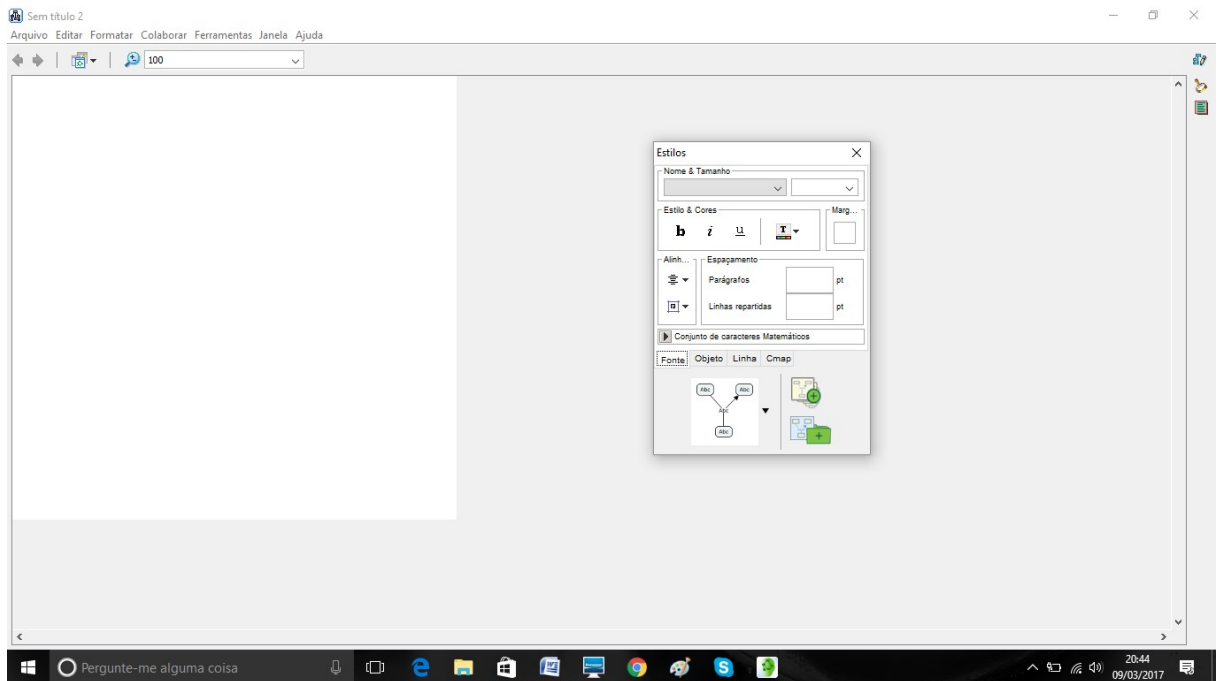 Sem título 2
Arquivo Editar Formatar Colaborar Ferramentas Janela Ajuda
100
Estilos
Nome & Tamanho
Estilo & Cores
Marg...
b i u T
Alinh...
Espaçamento
Parágrafos pt
Linhas repartidas pt
Conjunto de caracteres Matemáticos
Fonte Objeto Linha Cmap
Abc Abc
Abc
Abc
Pergunte-me alguma coisa
20:44
09/03/2017